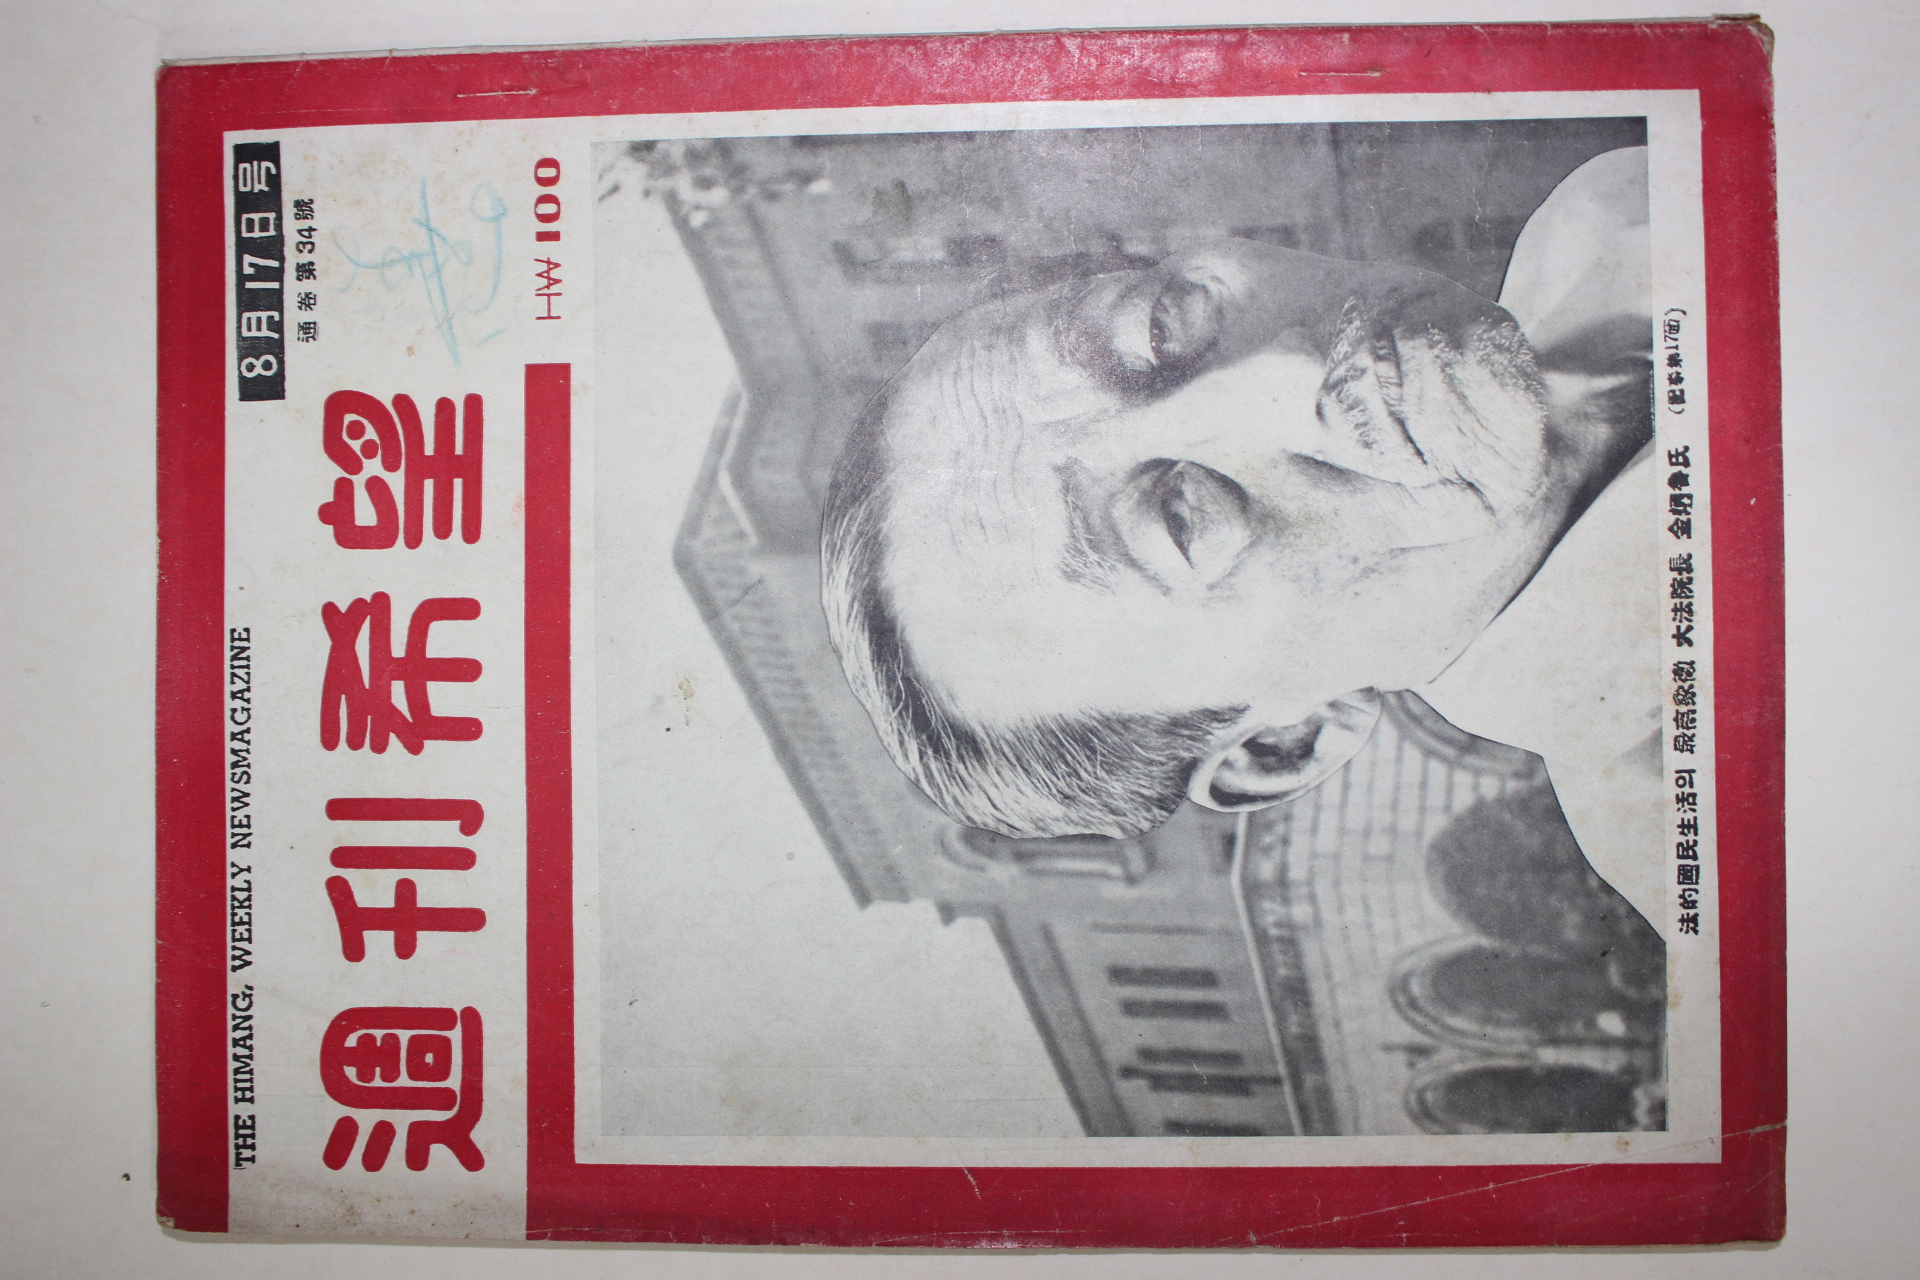 THE HIMANG, WEEKLY NEWSMAGAZINE
8月17日号
通卷第34號
週刊希望
HW 100
法的國民生活의 最高象徵 大法院長 金炳魯氏 (記事第17面)